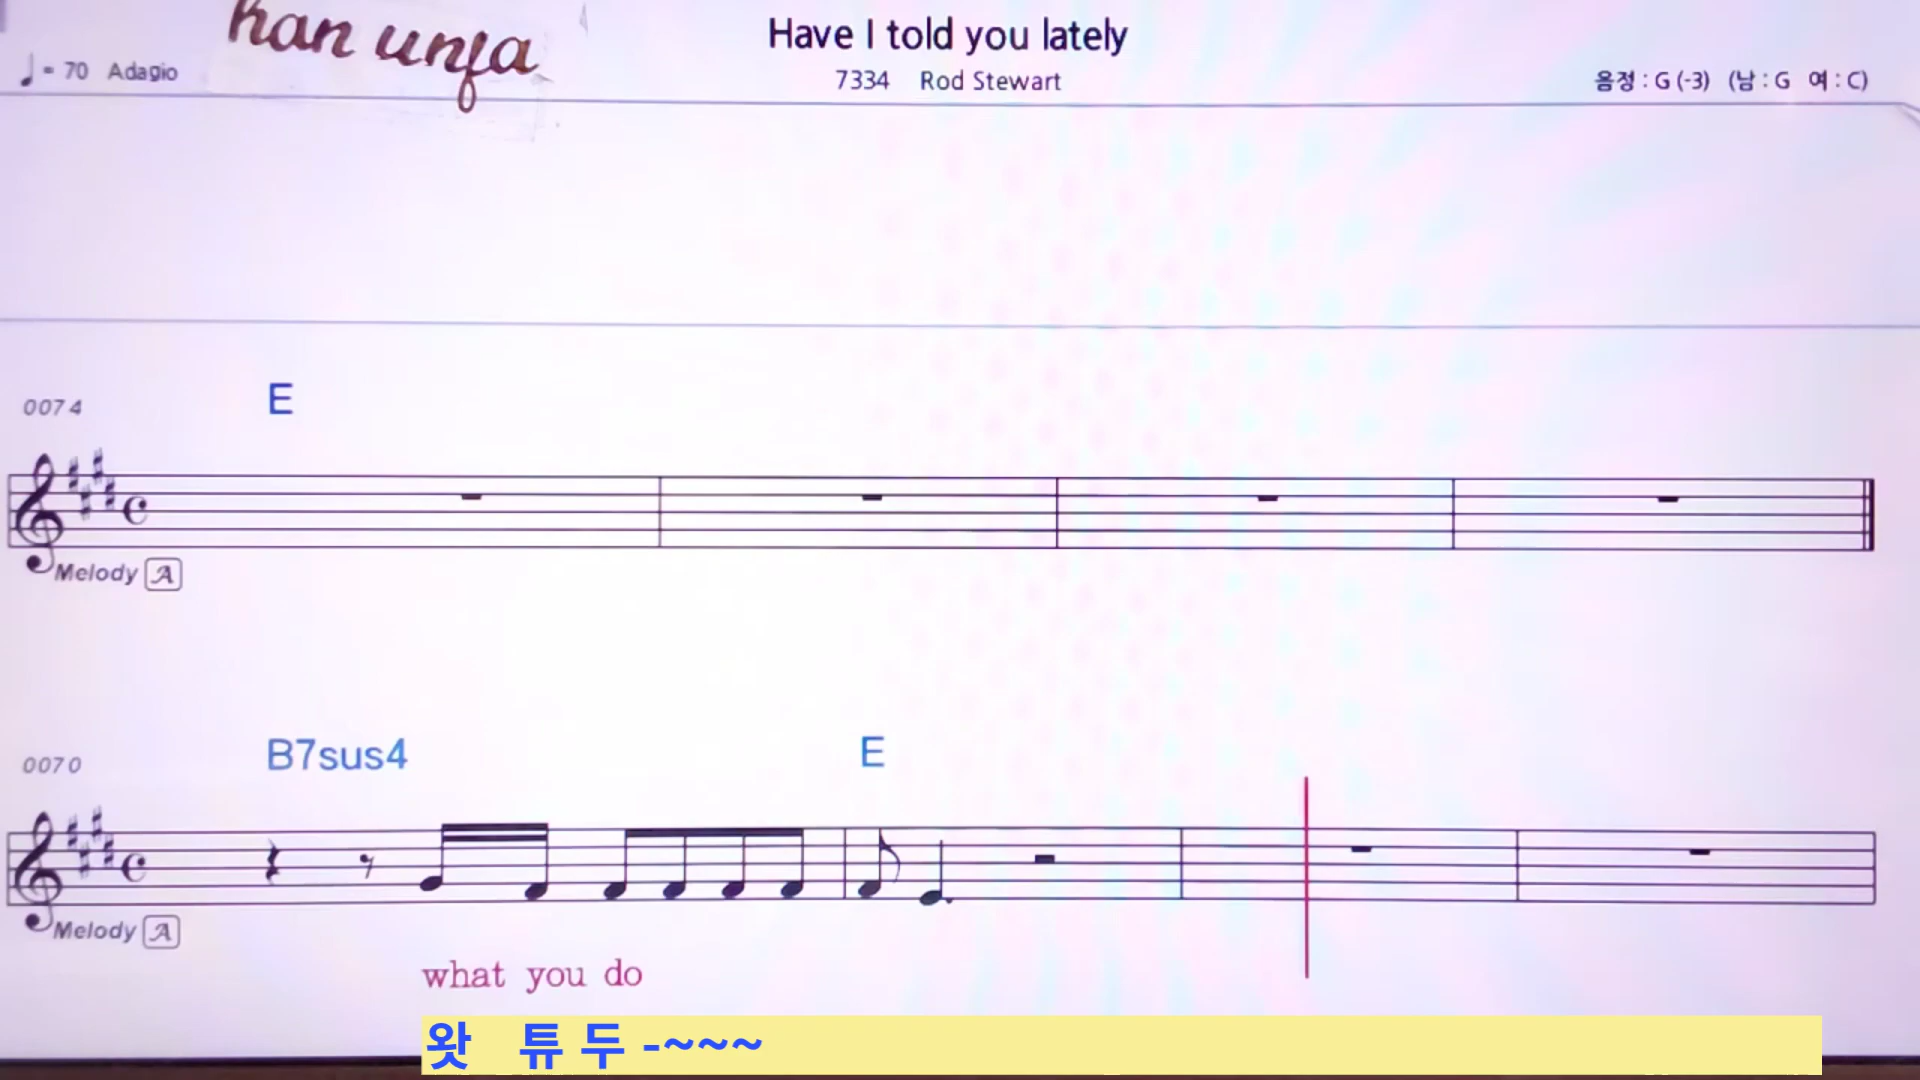 han unfa
Have I told you lately
♩ = 70 Adagio
7334 Rod Stewart
음정 : G (-3) (남 : G 여 : C)
0074
E
Melody A
0070
B7sus4 E
Melody A
what you do
왓 튜 두 -~~~